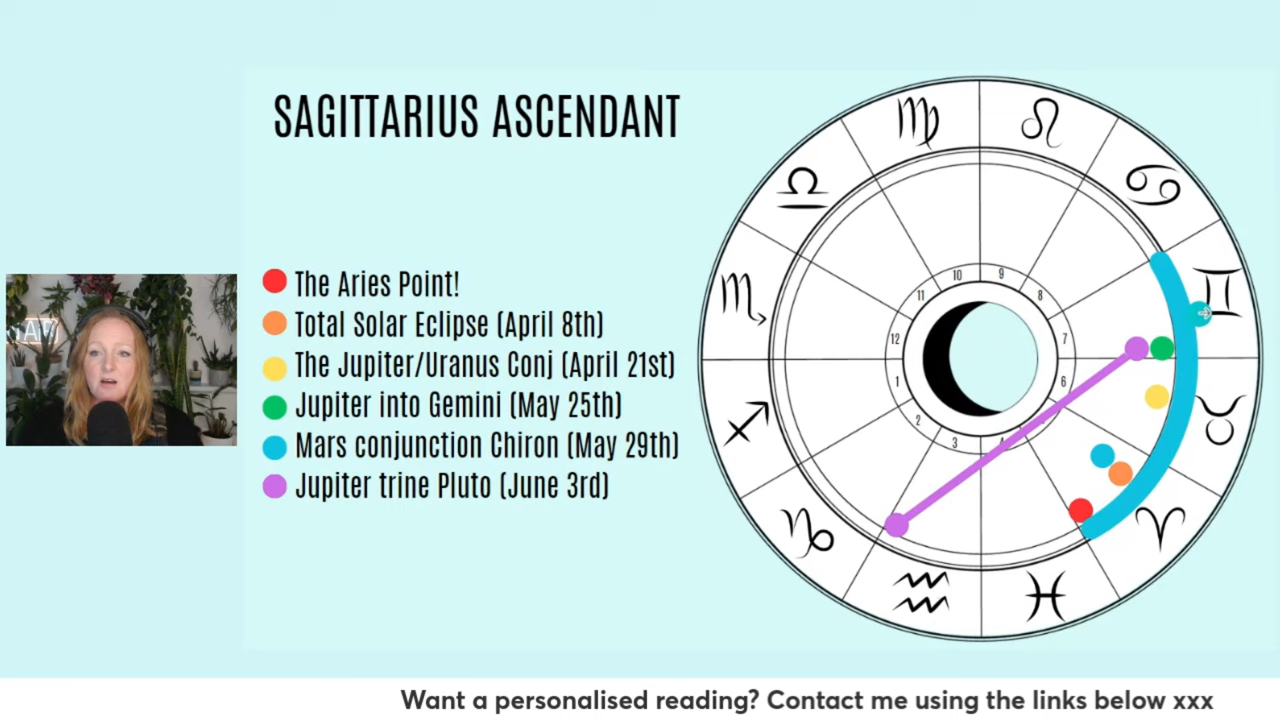 SAGITTARIUS ASCENDANT
The Aries Point!
Total Solar Eclipse (April 8th)
The Jupiter/Uranus Conj (April 21st)
Jupiter into Gemini (May 25th)
Mars conjunction Chiron (May 29th)
Jupiter trine Pluto (June 3rd)
♍ ♌
♎ ♋
♏ ♊
♐ ♉
♑ ♈
♒ ♓
10 9
11 8
12 7
1 6
2
3 4
Want a personalised reading? Contact me using the links below xxx